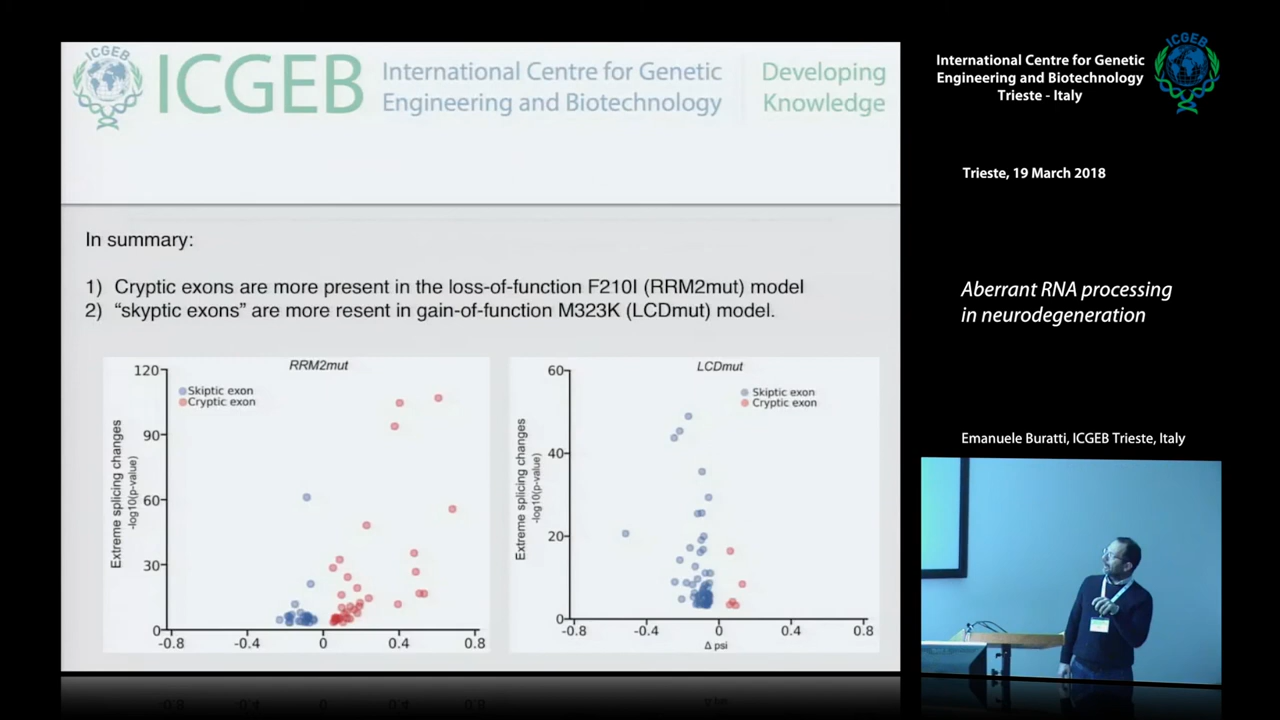 ICGEB
ICGEB
International Centre for Genetic
Engineering and Biotechnology
Developing
Knowledge
In summary:
1) Cryptic exons are more present in the loss-of-function F210I (RRM2mut) model
2) “skyptic exons” are more resent in gain-of-function M323K (LCDmut) model.
RRM2mut
Skiptic exon
Cryptic exon
Extreme splicing changes
-log10(p-value)
120
90
60
30
0
-0.8
-0.4
0
0.4
0.8
LCDmut
Skiptic exon
Cryptic exon
Extreme splicing changes
-log10(p-value)
60
40
20
0
-0.8
-0.4
0
0.4
0.8
Δ psi
International Centre for Genetic
Engineering and Biotechnology
Trieste - Italy
ICGEB
Trieste, 19 March 2018
Aberrant RNA processing
in neurodegeneration
Emanuele Buratti, ICGEB Trieste, Italy